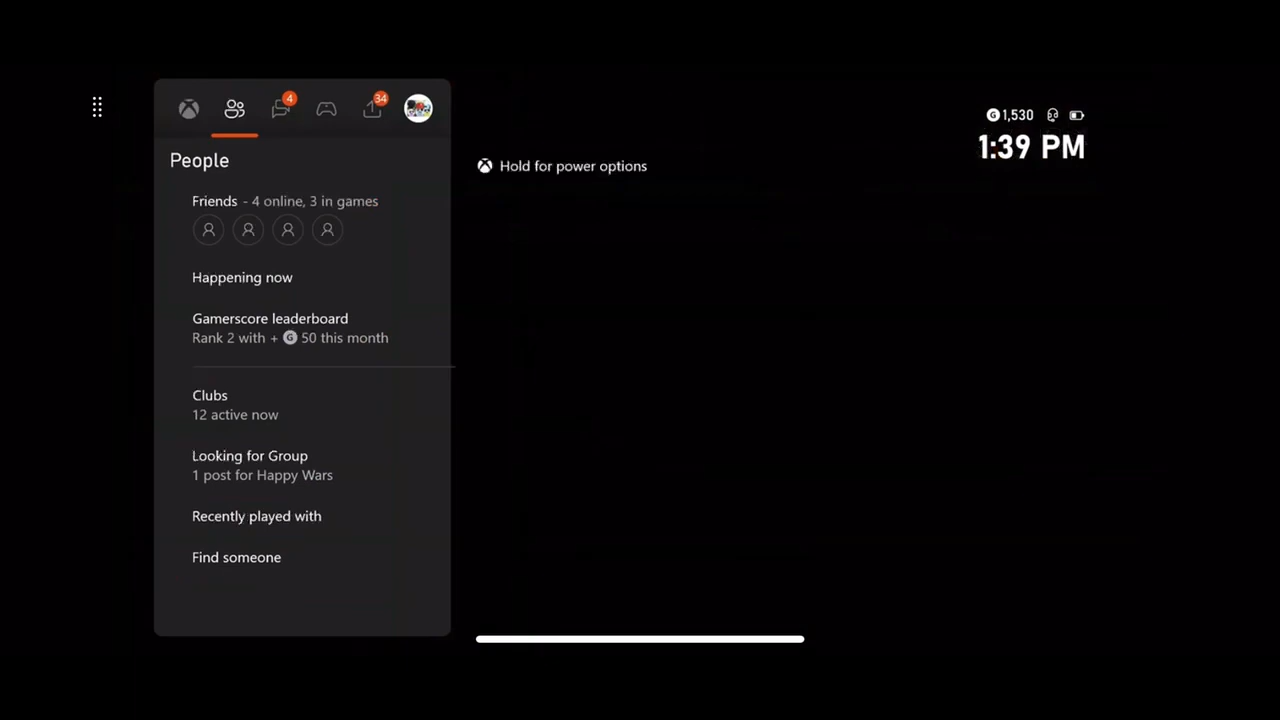 4
34
People
Friends - 4 online, 3 in games
Happening now
Gamerscore leaderboard
Rank 2 with + G 50 this month
Clubs
12 active now
Looking for Group
1 post for Happy Wars
Recently played with
Find someone
Hold for power options
G 1,530
1:39 PM